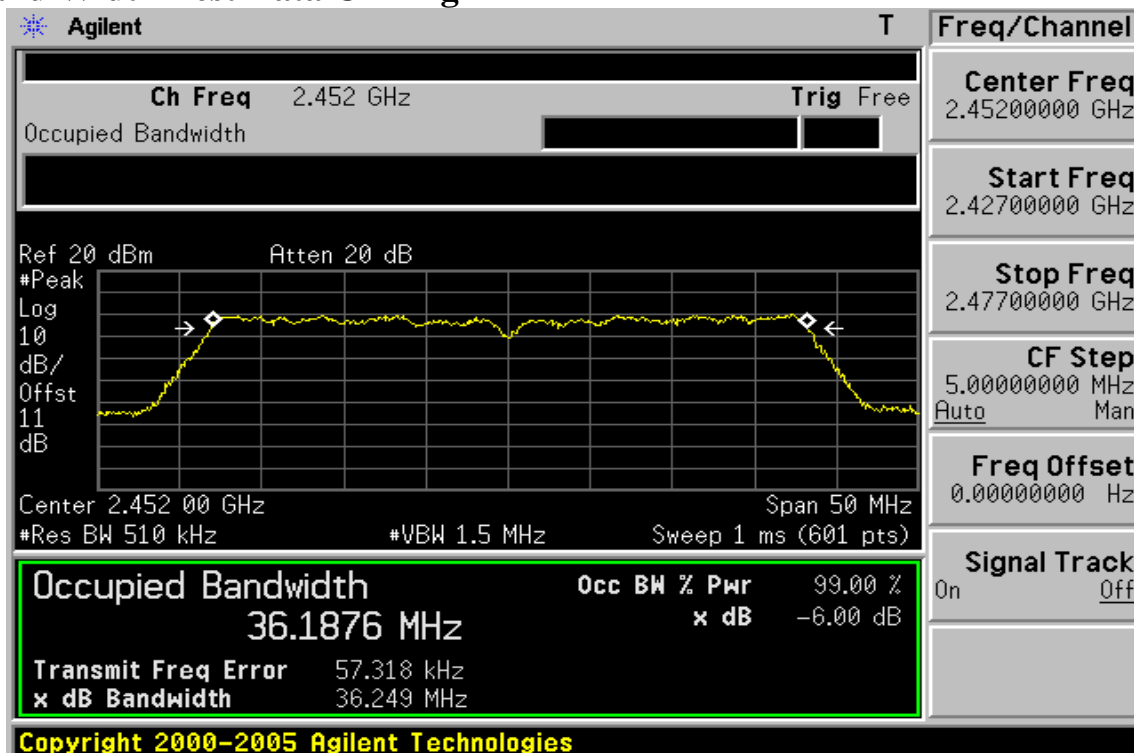 Agilent T
Freq/Channel
Ch Freq 2.452 GHz Trig Free
Occupied Bandwidth
Center Freq
2.45200000 GHz
Start Freq
2.42700000 GHz
Stop Freq
2.47700000 GHz
CF Step
5.00000000 MHz
Auto Man
Freq Offset
0.00000000 Hz
Signal Track
On Off
Ref 20 dBm Atten 20 dB
#Peak
Log
10
dB/
Offst
11
dB
Center 2.452 00 GHz Span 50 MHz
#Res BW 510 kHz #VBW 1.5 MHz Sweep 1 ms (601 pts)
Occupied Bandwidth
36.1876 MHz
Occ BW % Pwr 99.00 %
x dB -6.00 dB
Transmit Freq Error 57.318 kHz
x dB Bandwidth 36.249 MHz
Copyright 2000-2005 Agilent Technologies